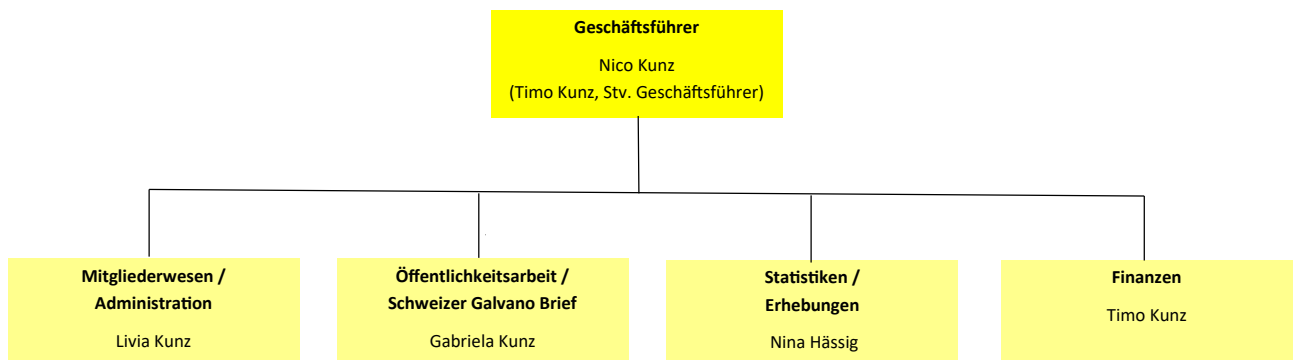 Geschäftsführer
Nico Kunz
(Timo Kunz, Stv. Geschäftsführer)
Mitgliederwesen /
Administration
Livia Kunz
Öffentlichkeitsarbeit /
Schweizer Galvano Brief
Gabriela Kunz
Statistiken /
Erhebungen
Nina Hässig
Finanzen
Timo Kunz